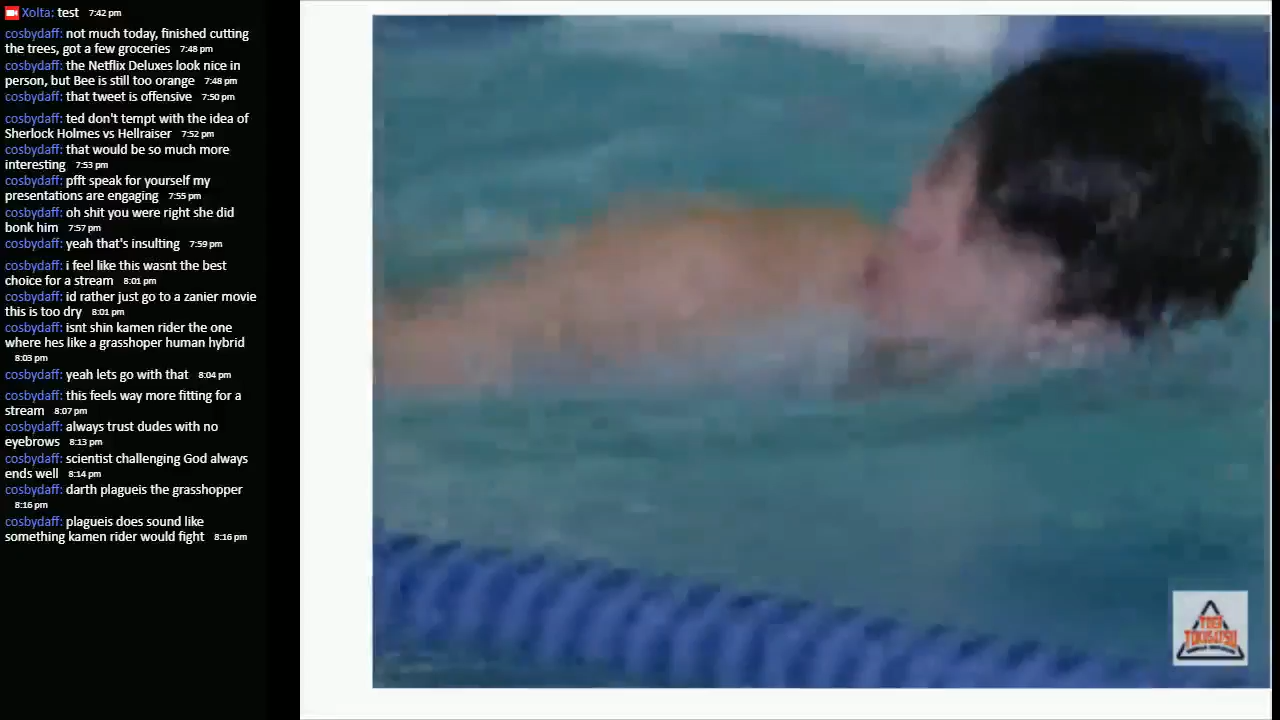 Xolta: test 7:42 pm
cosbydaff: not much today, finished cutting
the trees, got a few groceries 7:48 pm
cosbydaff: the Netflix Deluxes look nice in
person, but Bee is still too orange 7:48 pm
cosbydaff: that tweet is offensive 7:50 pm
cosbydaff: ted don't tempt with the idea of
Sherlock Holmes vs Hellraiser 7:52 pm
cosbydaff: that would be so much more
interesting 7:53 pm
cosbydaff: pfft speak for yourself my
presentations are engaging 7:55 pm
cosbydaff: oh shit you were right she did
bonk him 7:57 pm
cosbydaff: yeah that's insulting 7:59 pm
cosbydaff: i feel like this wasnt the best
choice for a stream 8:01 pm
cosbydaff: id rather just go to a zanier movie
this is too dry 8:01 pm
cosbydaff: isnt shin kamen rider the one
where hes like a grasshoper human hybrid
8:03 pm
cosbydaff: yeah lets go with that 8:04 pm
cosbydaff: this feels way more fitting for a
stream 8:07 pm
cosbydaff: always trust dudes with no
eyebrows 8:13 pm
cosbydaff: scientist challenging God always
ends well 8:14 pm
cosbydaff: darth plagueis the grasshopper
8:16 pm
cosbydaff: plagueis does sound like
something kamen rider would fight 8:16 pm
TOEI
TOKUSATSU